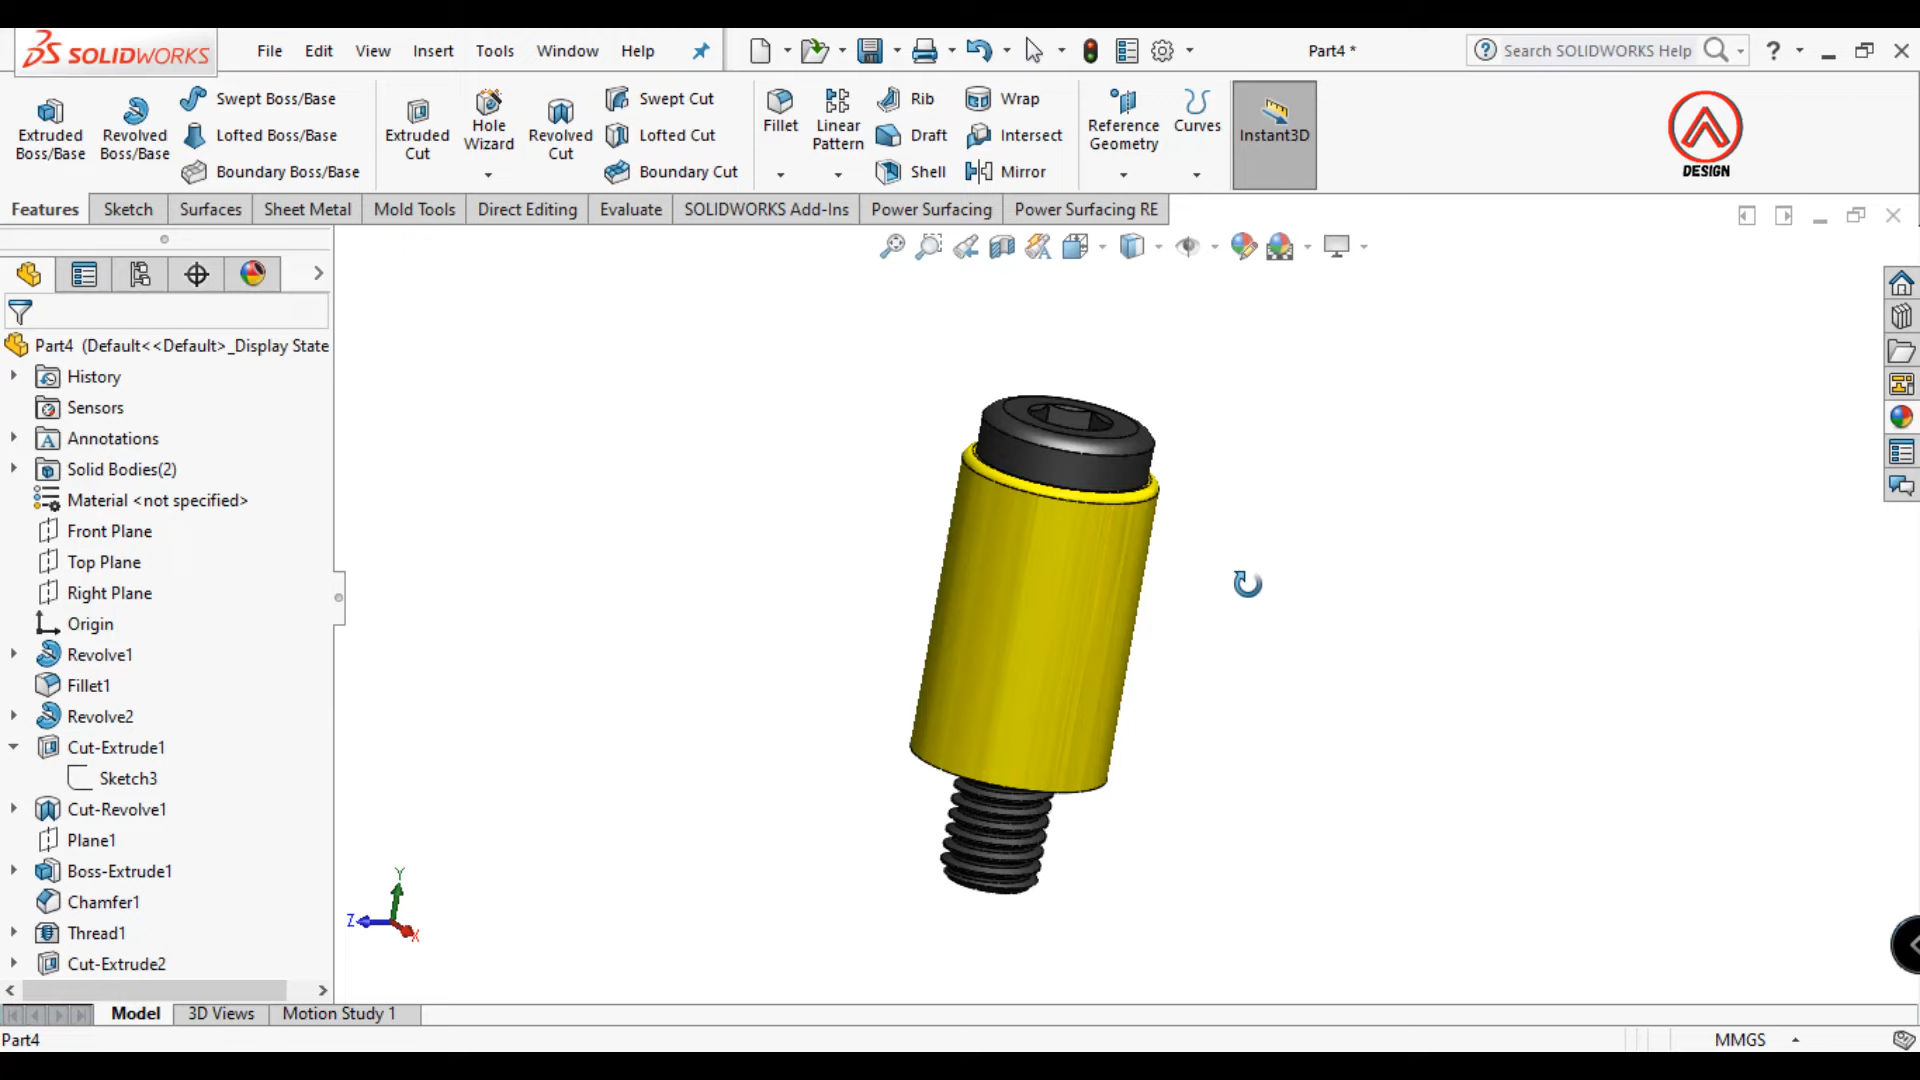 SOLIDWORKS File Edit View Insert Tools Window Help Part4 * Search SOLIDWORKS Help ?
Extruded Boss/Base
Revolved Boss/Base
Swept Boss/Base
Lofted Boss/Base
Boundary Boss/Base
Extruded Cut
Hole Wizard
Revolved Cut
Swept Cut
Lofted Cut
Boundary Cut
Fillet
Linear Pattern
Rib
Draft
Shell
Wrap
Intersect
Mirror
Reference Geometry
Curves
Instant3D
DESIGN
Features Sketch Surfaces Sheet Metal Mold Tools Direct Editing Evaluate SOLIDWORKS Add-Ins Power Surfacing Power Surfacing RE
Part4 (Default<<Default>_Display State
History
Sensors
Annotations
Solid Bodies(2)
Material <not specified>
Front Plane
Top Plane
Right Plane
Origin
Revolve1
Fillet1
Revolve2
Cut-Extrude1
Sketch3
Cut-Revolve1
Plane1
Boss-Extrude1
Chamfer1
Thread1
Cut-Extrude2
Y
Z
X
Model 3D Views Motion Study 1
Part4 MMGS